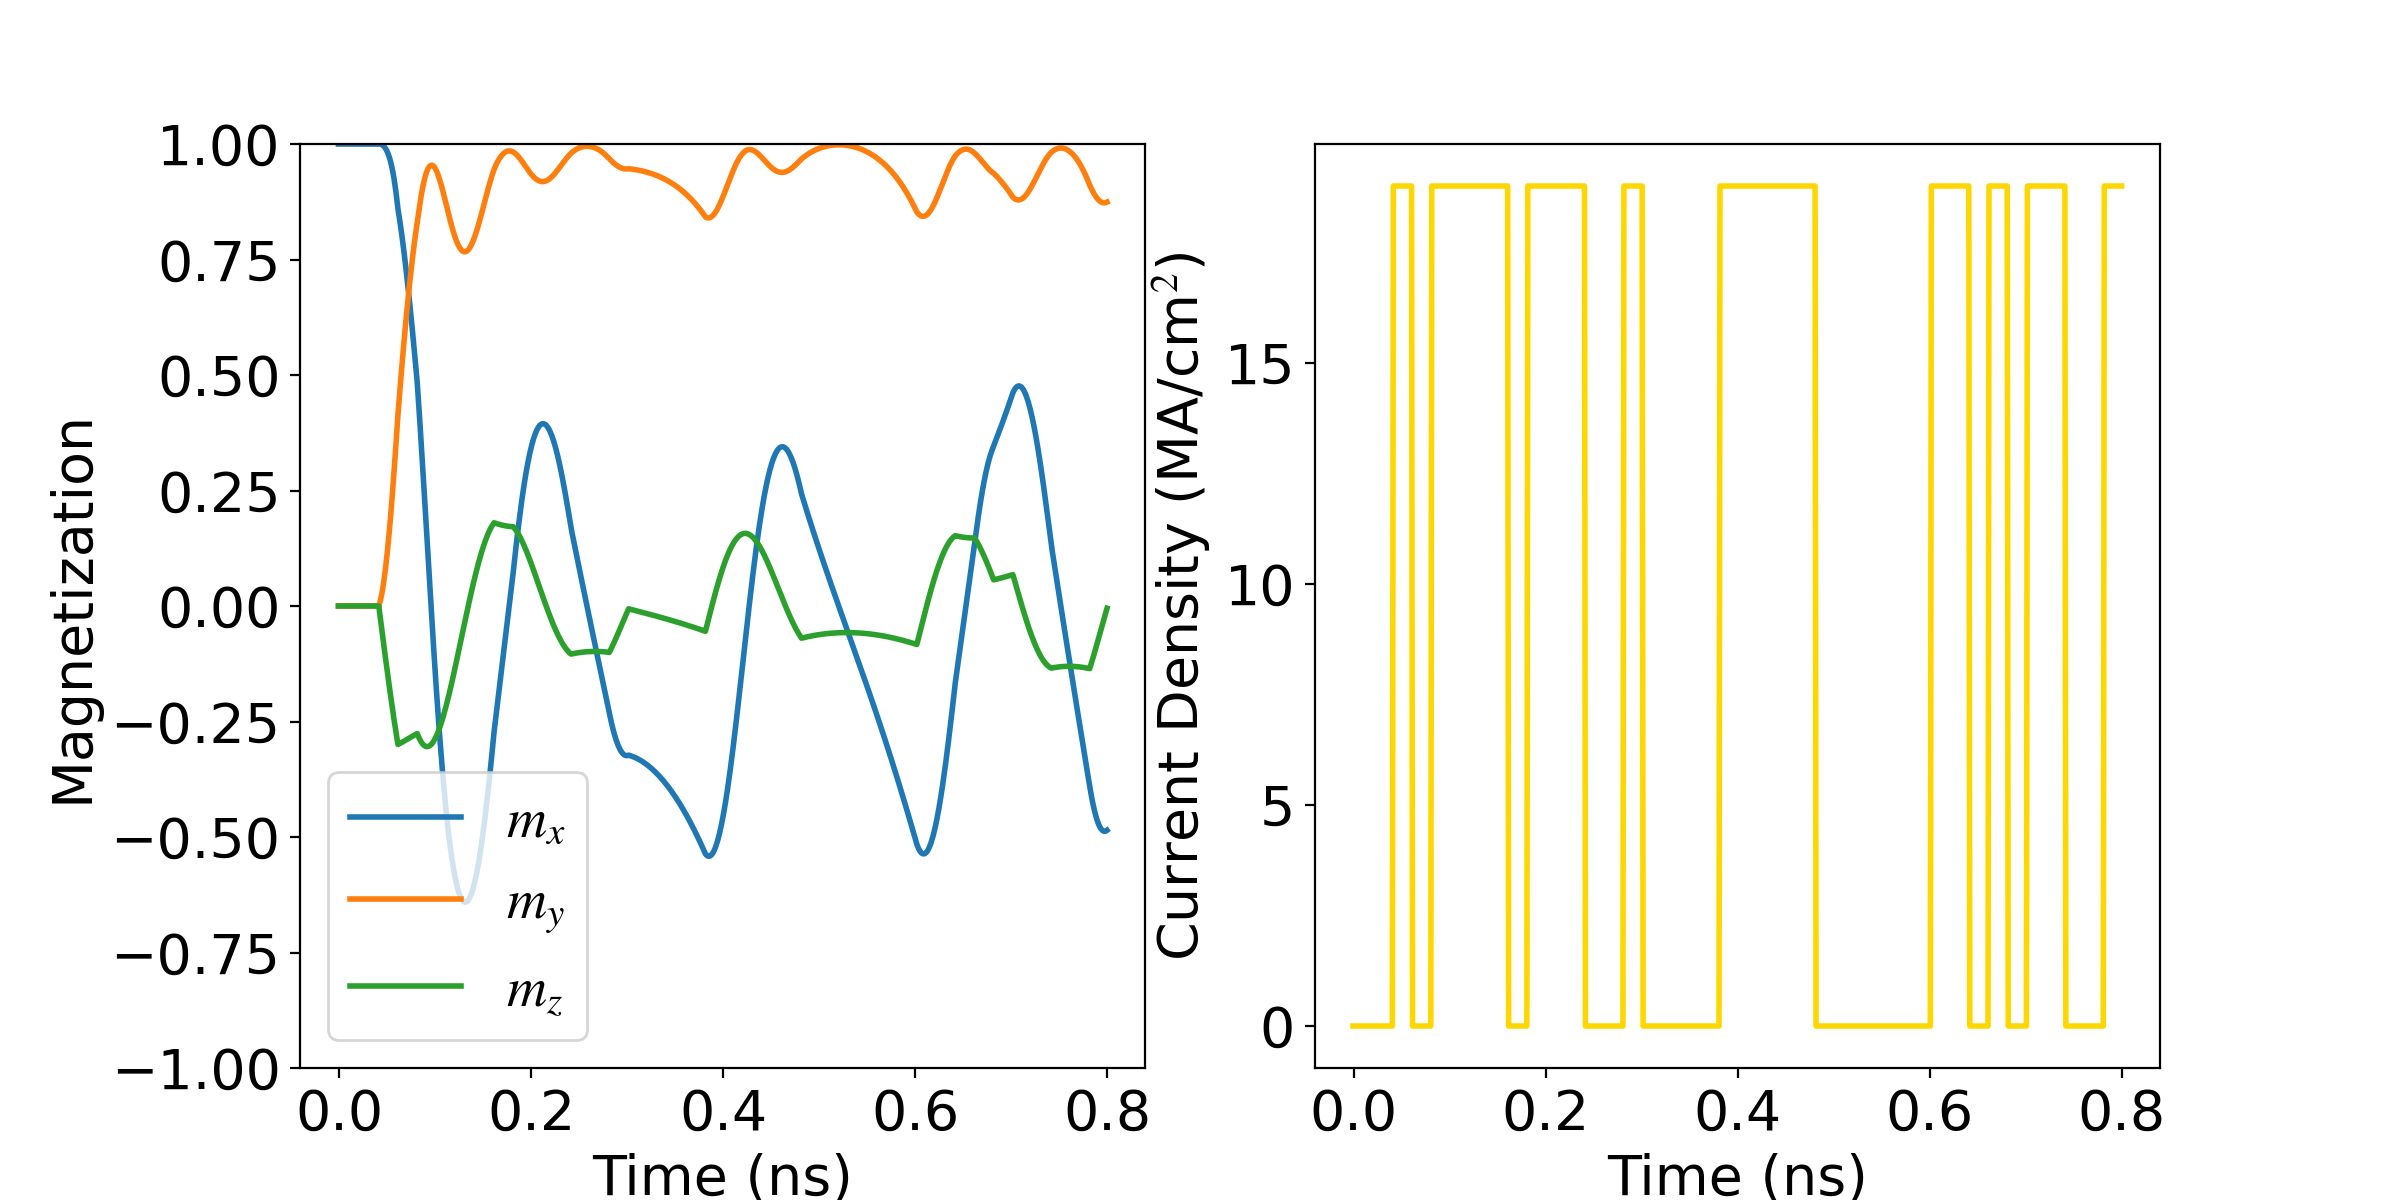 Magnetization
1.00
0.75
0.50
0.25
0.00
−0.25
−0.50
−0.75
−1.00
m_x
m_y
m_z
0.0 0.2 0.4 0.6 0.8
Time (ns)
Current Density (MA/cm²)
15
10
5
0
0.0 0.2 0.4 0.6 0.8
Time (ns)